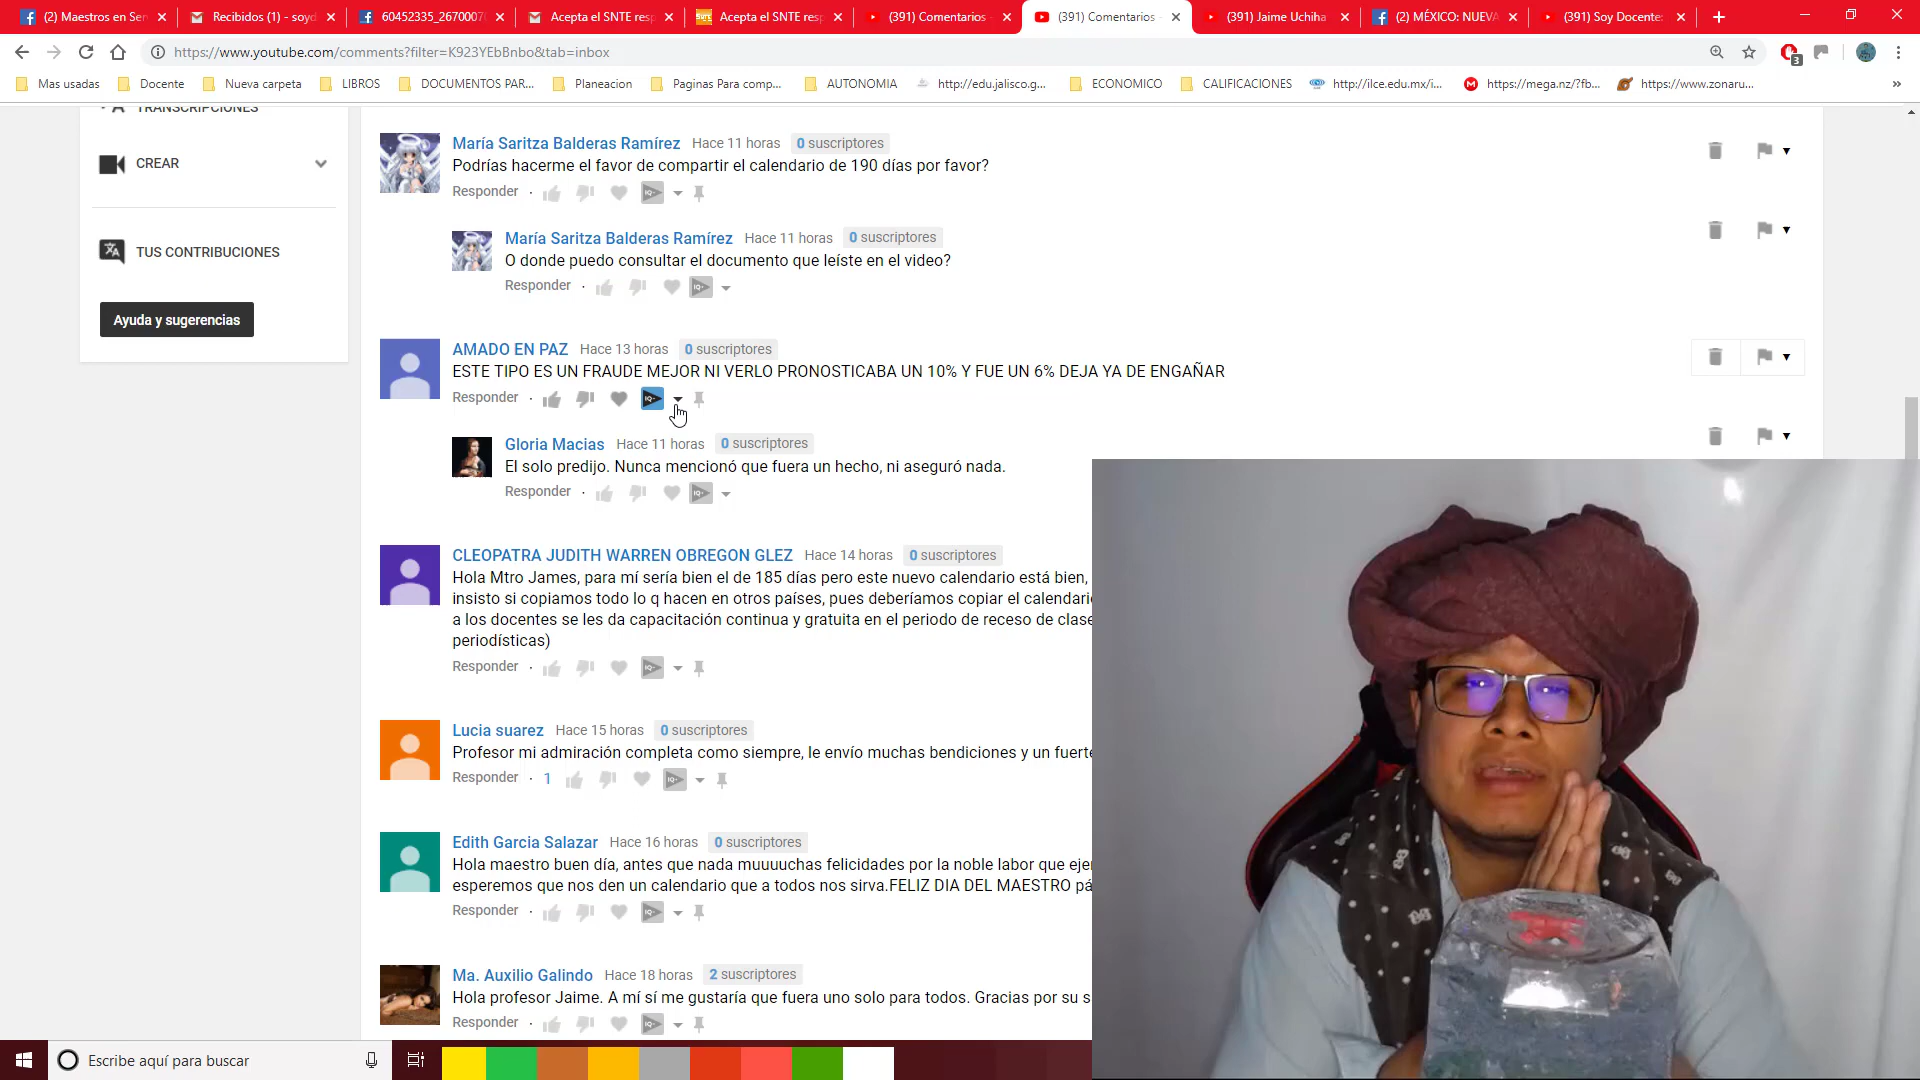 (2) Maestros en Ser
Recibidos (1) - soyd
60452335_2670007
Acepta el SNTE resp
Acepta el SNTE resp
(391) Comentarios -
(391) Comentarios -
(391) Jaime Uchiha
(2) MÉXICO: NUEVA
(391) Soy Docente:
https://www.youtube.com/comments?filter=K923YEbBnbo&tab=inbox
3
Mas usadas
Docente
Nueva carpeta
LIBROS
DOCUMENTOS PAR...
Planeacion
Paginas Para comp...
AUTONOMIA
http://edu.jalisco.g...
ECONOMICO
CALIFICACIONES
http://ilce.edu.mx/i...
https://mega.nz/?fb...
https://www.zonaru...
»
TRANSCRIPCIONES
CREAR
TUS CONTRIBUCIONES
Ayuda y sugerencias
María Saritza Balderas Ramírez Hace 11 horas 0 suscriptores
Podrías hacerme el favor de compartir el calendario de 190 días por favor?
Responder ·
María Saritza Balderas Ramírez Hace 11 horas 0 suscriptores
O donde puedo consultar el documento que leíste en el video?
Responder ·
AMADO EN PAZ Hace 13 horas 0 suscriptores
ESTE TIPO ES UN FRAUDE MEJOR NI VERLO PRONOSTICABA UN 10% Y FUE UN 6% DEJA YA DE ENGAÑAR
Responder ·
Gloria Macias Hace 11 horas 0 suscriptores
El solo predijo. Nunca mencionó que fuera un hecho, ni aseguró nada.
Responder ·
CLEOPATRA JUDITH WARREN OBREGON GLEZ Hace 14 horas 0 suscriptores
Hola Mtro James, para mí sería bien el de 185 días pero este nuevo calendario está bien,
insisto si copiamos todo lo q hacen en otros países, pues deberíamos copiar el calendario
a los docentes se les da capacitación continua y gratuita en el periodo de receso de clase
periodísticas)
Responder ·
Lucia suarez Hace 15 horas 0 suscriptores
Profesor mi admiración completa como siempre, le envío muchas bendiciones y un fuerte
Responder · 1
Edith Garcia Salazar Hace 16 horas 0 suscriptores
Hola maestro buen día, antes que nada muuuuchas felicidades por la noble labor que ejer
esperemos que nos den un calendario que a todos nos sirva.FELIZ DIA DEL MAESTRO pá
Responder ·
Ma. Auxilio Galindo Hace 18 horas 2 suscriptores
Hola profesor Jaime. A mí sí me gustaría que fuera uno solo para todos. Gracias por su s
Responder ·
Escribe aquí para buscar